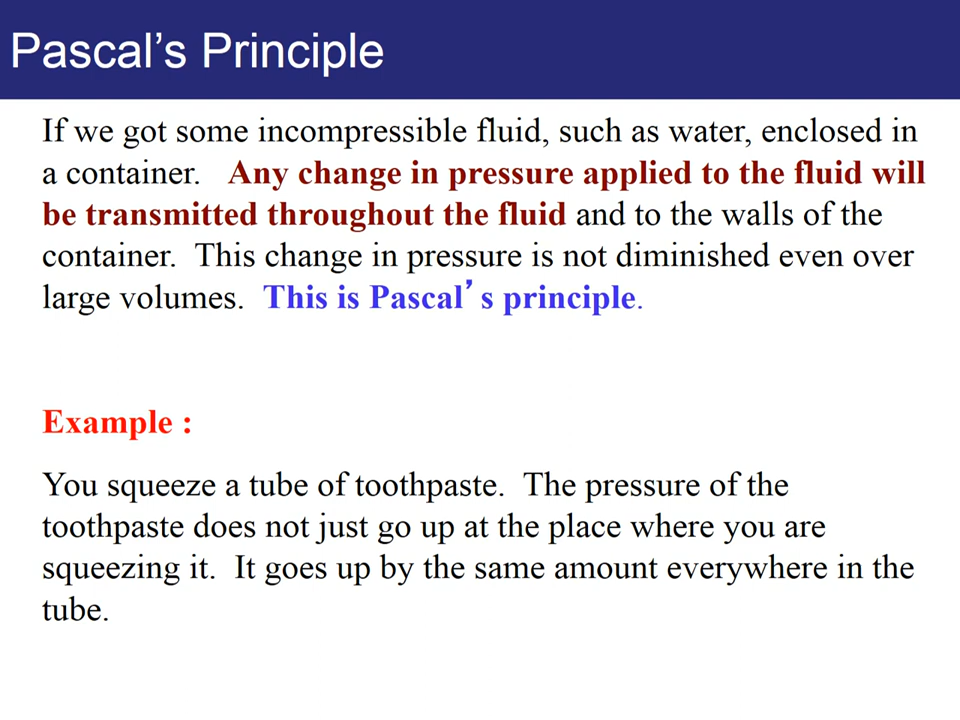 Pascal’s Principle
If we got some incompressible fluid, such as water, enclosed in
a container. Any change in pressure applied to the fluid will
be transmitted throughout the fluid and to the walls of the
container. This change in pressure is not diminished even over
large volumes. This is Pascal’s principle.
Example :
You squeeze a tube of toothpaste. The pressure of the
toothpaste does not just go up at the place where you are
squeezing it. It goes up by the same amount everywhere in the
tube.